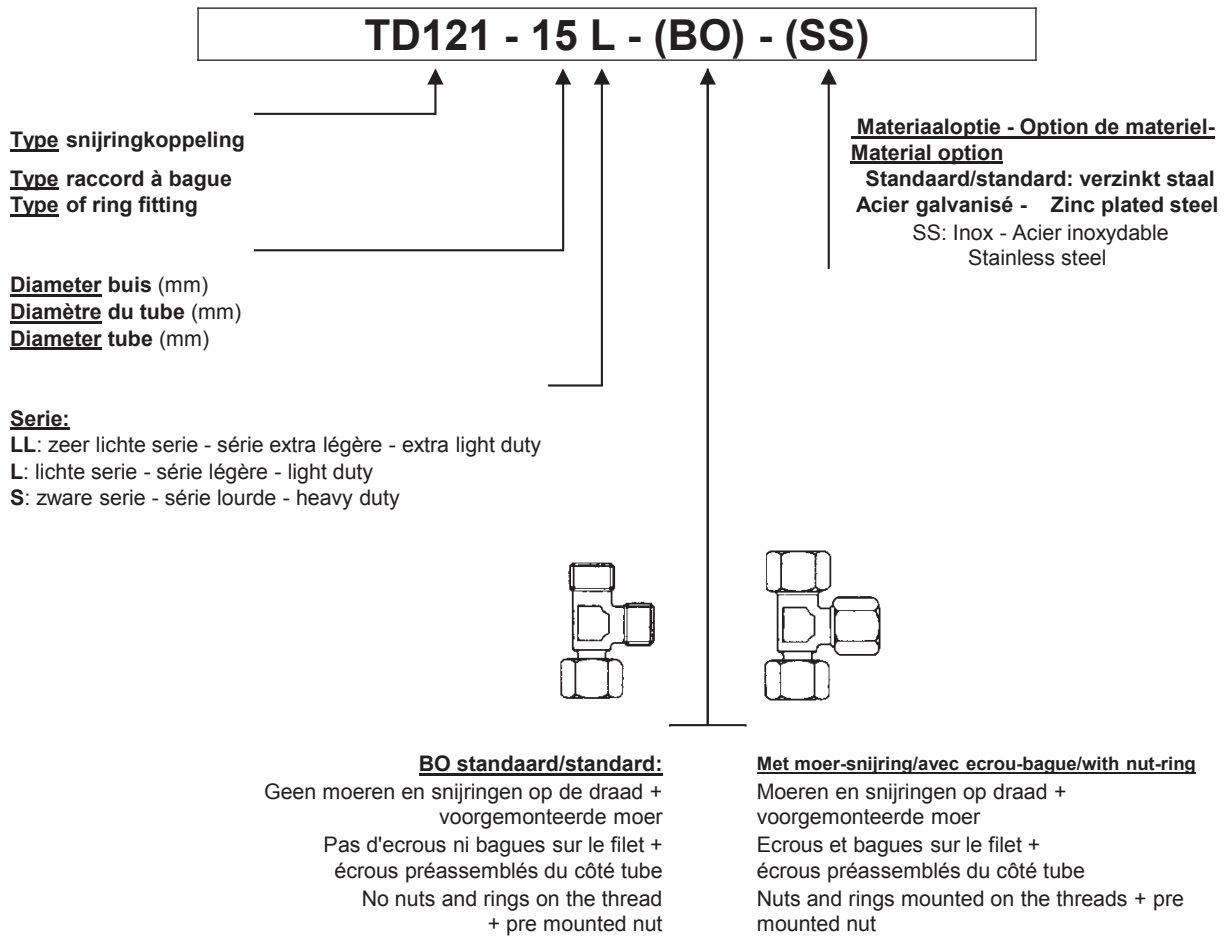 TD121 - 15 L - (BO) - (SS)
Type snijringkoppeling
Type raccord à bague
Type of ring fitting
Materiaaloptie - Option de materiel-
Material option
Standaard/standard: verzinkt staal
Acier galvanisé - Zinc plated steel
SS: Inox - Acier inoxydable
Stainless steel
Diameter buis (mm)
Diamètre du tube (mm)
Diameter tube (mm)
Serie:
LL: zeer lichte serie - série extra légère - extra light duty
L: lichte serie - série légère - light duty
S: zware serie - série lourde - heavy duty
BO standaard/standard:
Geen moeren en snijringen op de draad +
voorgemonteerde moer
Pas d'ecrous ni bagues sur le filet +
écrous préassemblés du côté tube
No nuts and rings on the thread
+ pre mounted nut
Met moer-snijring/avec ecrou-bague/with nut-ring
Moeren en snijringen op draad +
voorgemonteerde moer
Ecrous et bagues sur le filet +
écrous préassemblés du côté tube
Nuts and rings mounted on the threads + pre
mounted nut